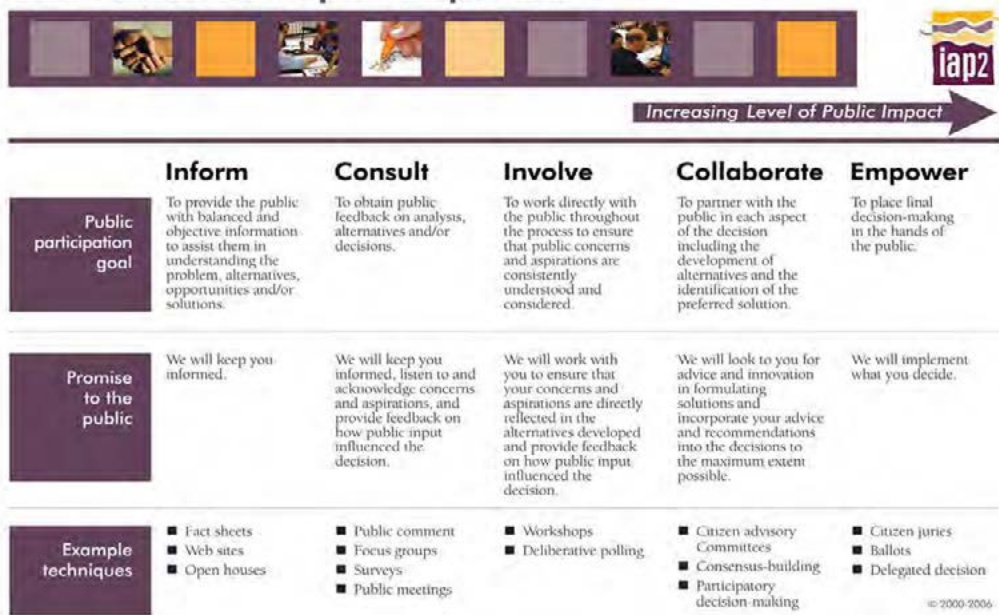 iap2
Increasing Level of Public Impact
Inform
Consult
Involve
Collaborate
Empower
Public
participation
goal
To provide the public
with balanced and
objective information
to assist them in
understanding the
problem, alternatives,
opportunities and/or
solutions.
To obtain public
feedback on analysis,
alternatives and/or
decisions.
To work directly with
the public throughout
the process to ensure
that public concerns
and aspirations are
consistently
understood and
considered.
To partner with the
public in each aspect
of the decision
including the
development of
alternatives and the
identification of the
preferred solution.
To place final
decision-making
in the hands of
the public.
Promise
to the
public
We will keep you
informed.
We will keep you
informed, listen to and
acknowledge concerns
and aspirations, and
provide feedback on
how public input
influenced the
decision.
We will work with
you to ensure that
your concerns and
aspirations are directly
reflected in the
alternatives developed
and provide feedback
on how public input
influenced the
decision.
We will look to you for
advice and innovation
in formulating
solutions and
incorporate your advice
and recommendations
into the decisions to
the maximum extent
possible.
We will implement
what you decide.
Example
techniques
■ Fact sheets
■ Web sites
■ Open houses
■ Public comment
■ Focus groups
■ Surveys
■ Public meetings
■ Workshops
■ Deliberative polling
■ Citizen advisory
Committees
■ Consensus-building
■ Participatory
decision-making
■ Citizen juries
■ Ballots
■ Delegated decision
© 2000-2006